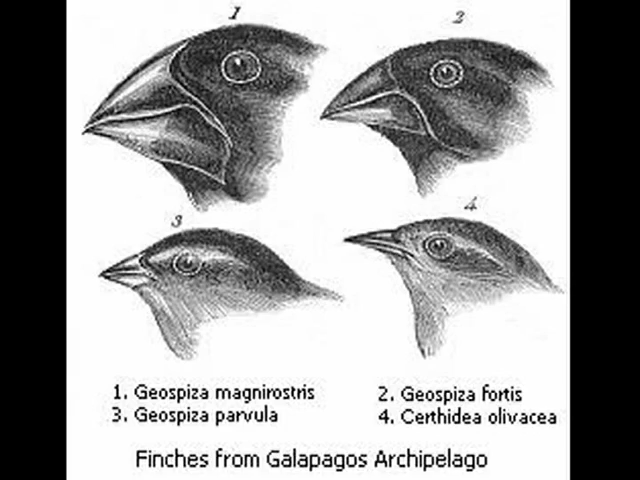 1
2
3
4
1. Geospiza magnirostris
2. Geospiza fortis
3. Geospiza parvula
4. Certhidea olivacea
Finches from Galapagos Archipelago